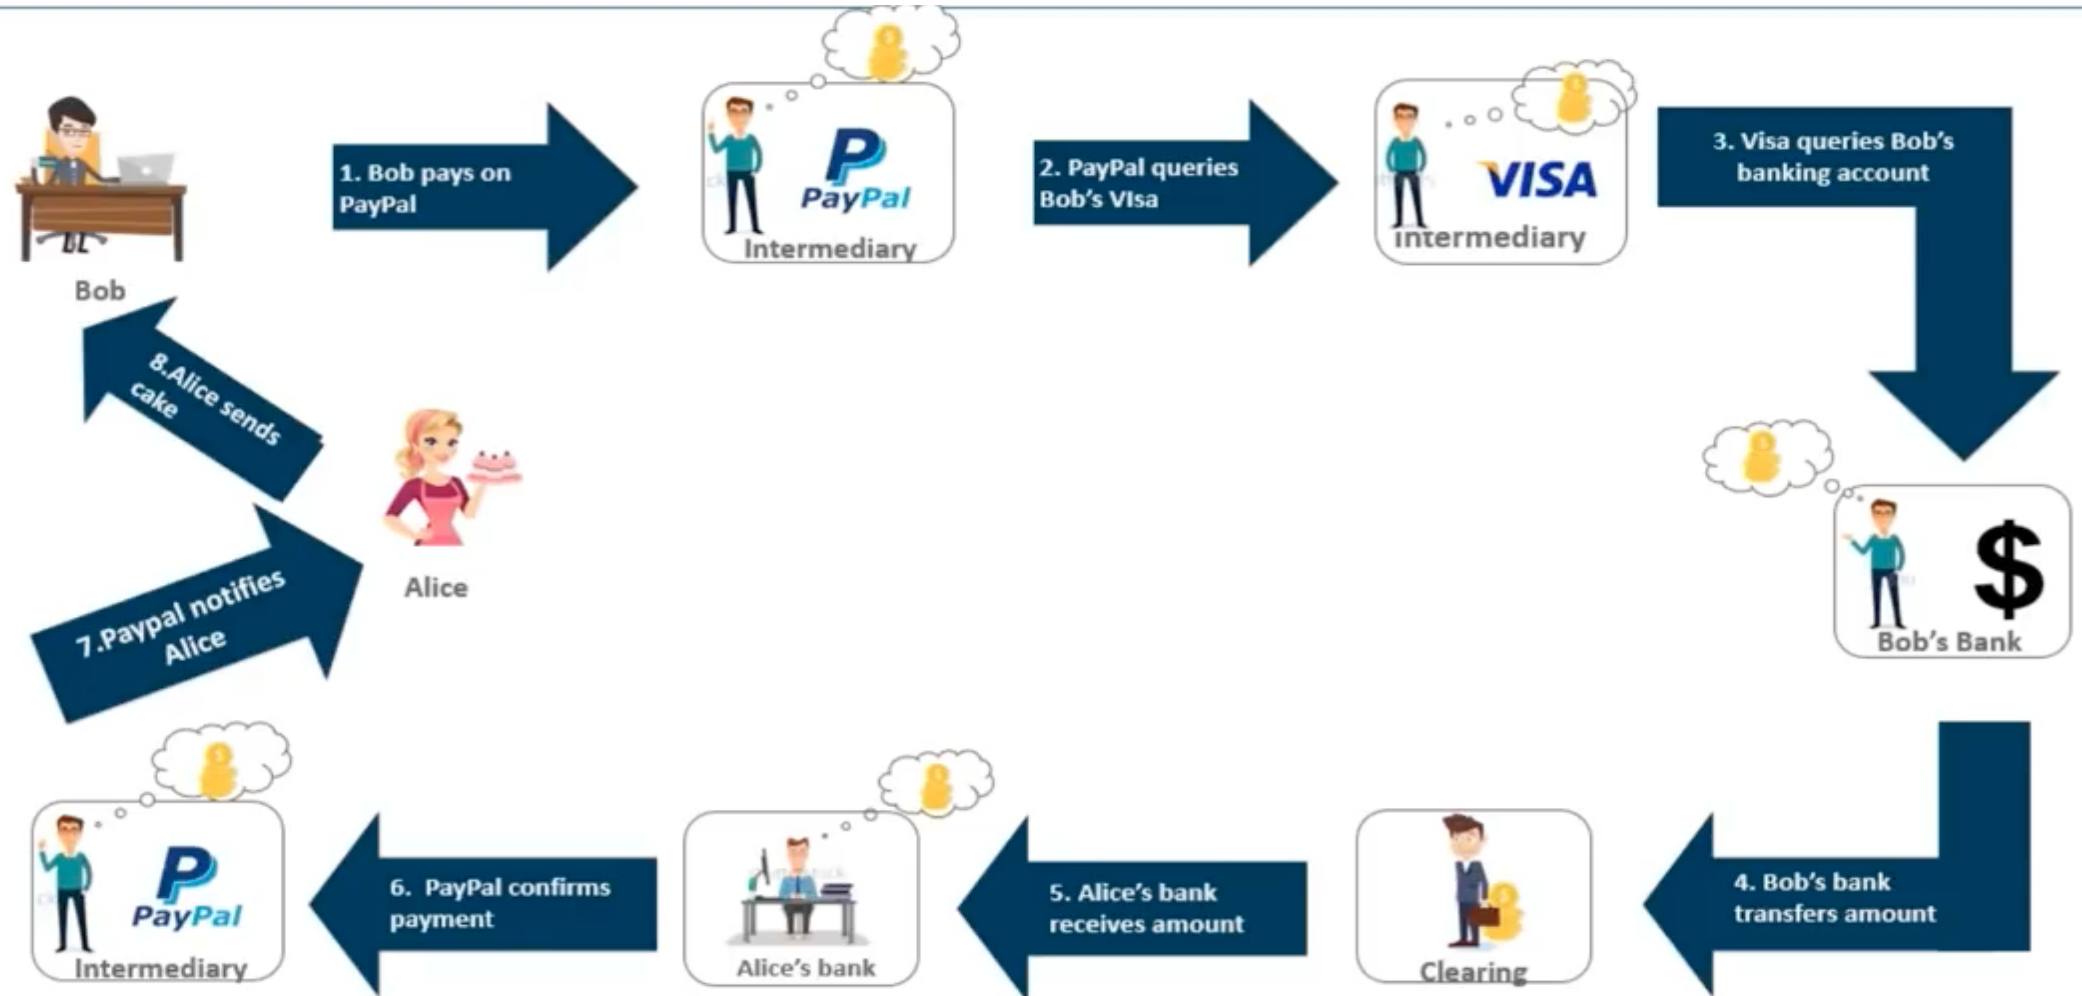 1. Bob pays on
PayPal
PayPal
Intermediary
2. PayPal queries
Bob's VIsa
VISA
Intermediary
3. Visa queries Bob's
banking account
Bob
8.Alice sends
cake
Alice
7.Paypal notifies
Alice
$
Bob's Bank
4. Bob's bank
transfers amount
Clearing
5. Alice's bank
receives amount
Alice's bank
6. PayPal confirms
payment
PayPal
Intermediary